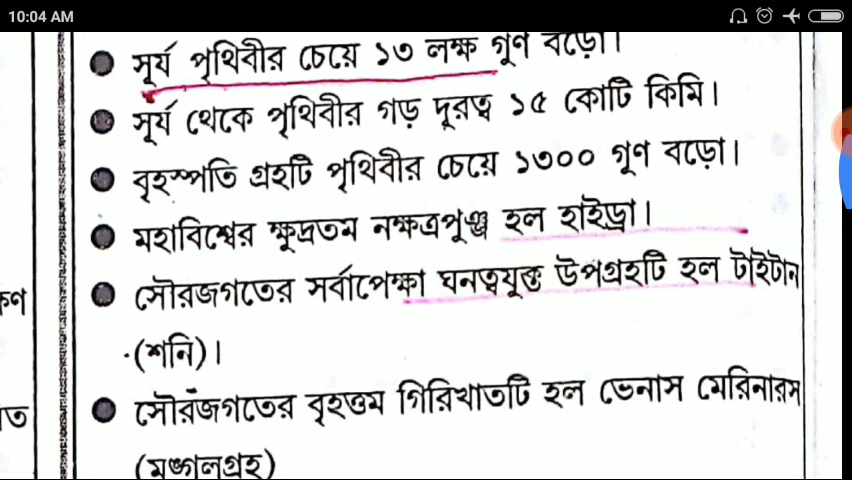 10:04 AM
সূর্য পৃথিবীর চেয়ে ১৩ লক্ষ গুণ বড়ো।
সূর্য থেকে পৃথিবীর গড় দূরত্ব ১৫ কোটি কিমি।
বৃহস্পতি গ্রহটি পৃথিবীর চেয়ে ১৩০০ গুণ বড়ো।
মহাবিশ্বের ক্ষুদ্রতম নক্ষত্রপুঞ্জ হল হাইড্রা।
ক্ষণ
সৌরজগতের সর্বাপেক্ষা ঘনত্বযুক্ত উপগ্রহটি হল টাইটান
(শনি)।
ত
সৌরজগতের বৃহত্তম গিরিখাতটি হল ভেনাস মেরিনারস
(মঙ্গলগ্রহ)